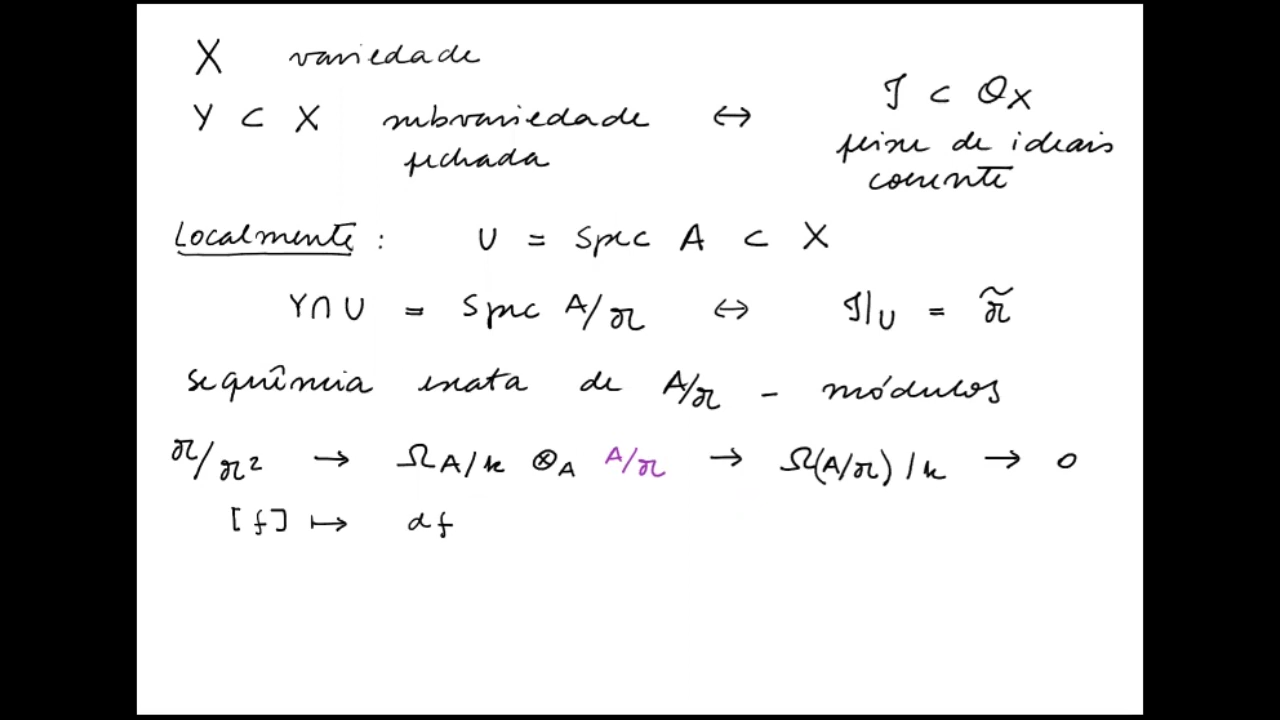 X variedade
Y ⊂ X subvariedade fechada ↔ I ⊂ O_X feixe de ideais coerente
Localmente : U = Spec A ⊂ X
Y∩U = Spec A/𝔞 ↔ I|_U = 𝔞̃
sequência exata de A/𝔞 - módulos
𝔞/𝔞² → Ω_{A/k} ⊗_A A/𝔞 → Ω_{(A/𝔞)/k} → 0
[f] ↦ df